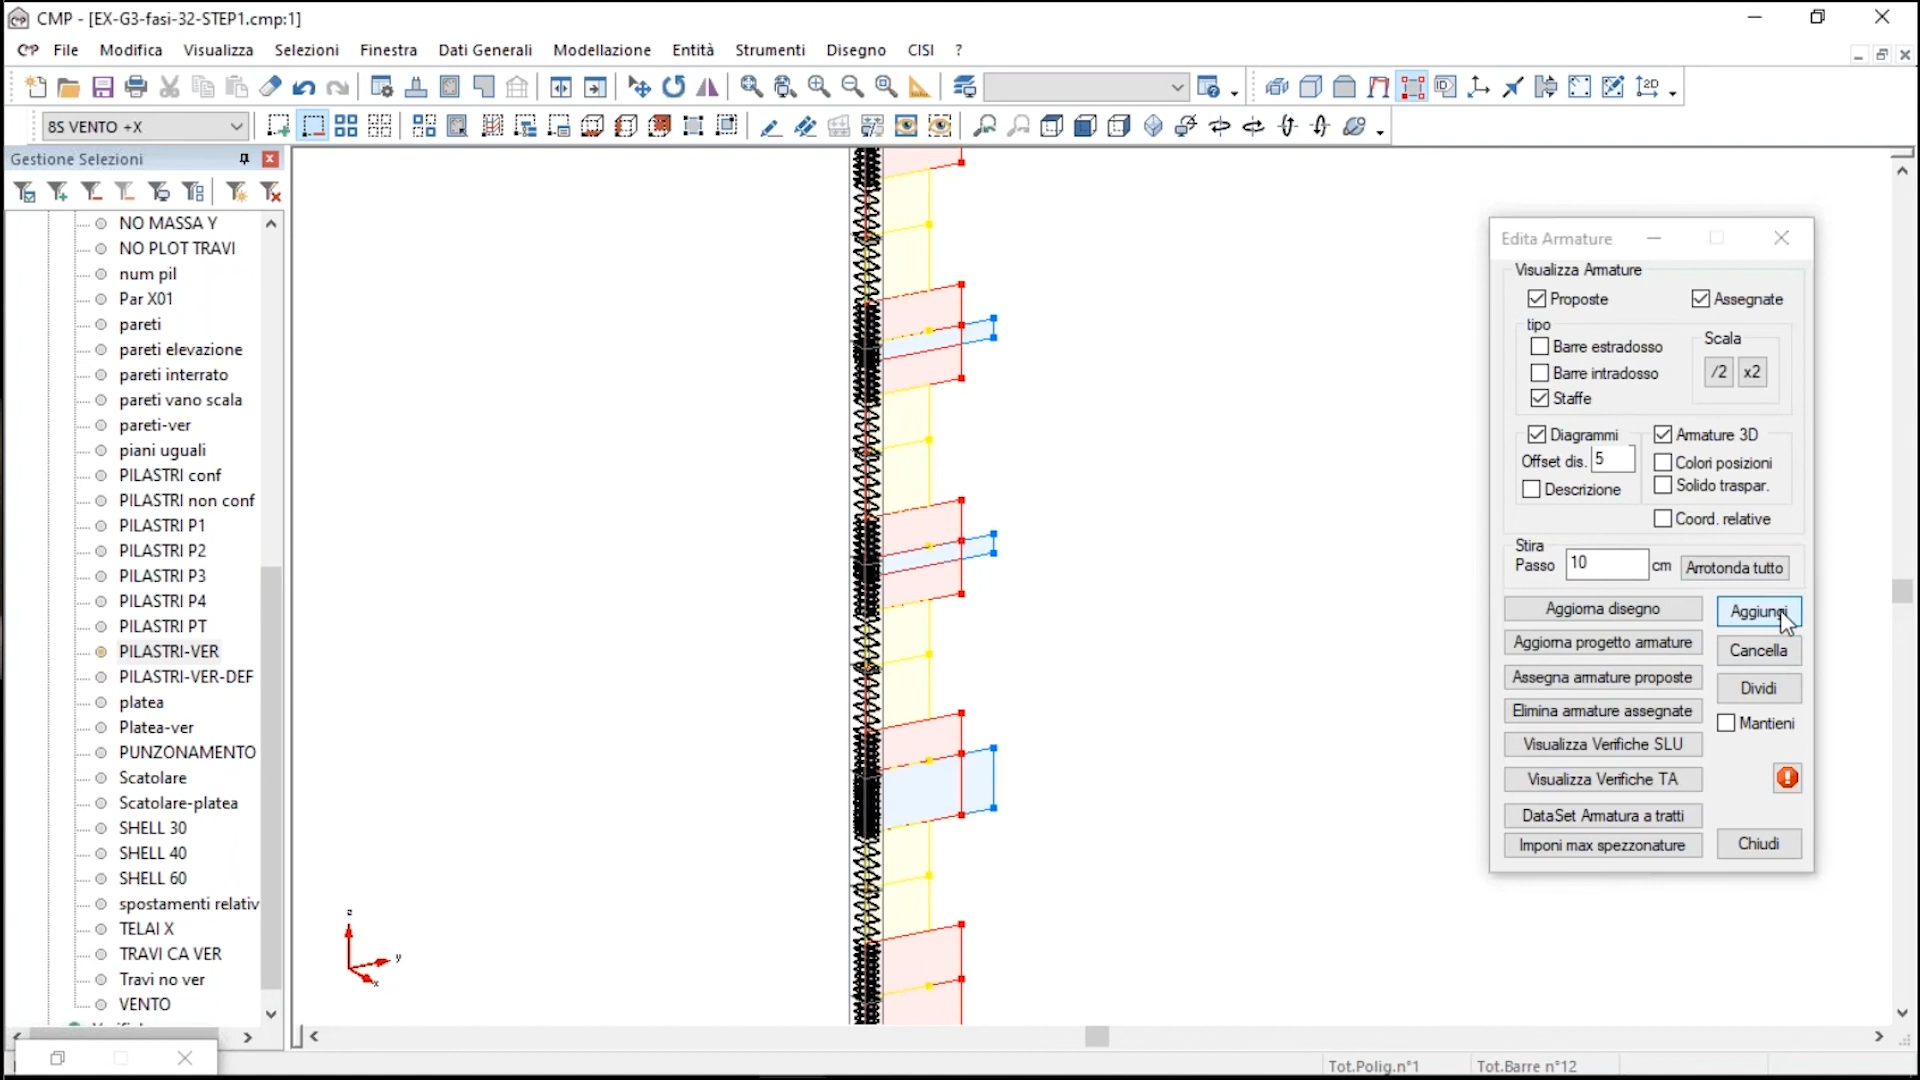 CMP - [EX-G3-fasi-32-STEP1.cmp:1]
File Modifica Visualizza Selezioni Finestra Dati Generali Modellazione Entità Strumenti Disegno CISI ?
2D
8S VENTO +X
Gestione Selezioni
NO MASSA Y
NO PLOT TRAVI
num pil
Par X01
pareti
pareti elevazione
pareti interrato
pareti vano scala
pareti-ver
piani uguali
PILASTRI conf
PILASTRI non conf
PILASTRI P1
PILASTRI P2
PILASTRI P3
PILASTRI P4
PILASTRI PT
PILASTRI-VER
PILASTRI-VER-DEF
platea
Platea-ver
PUNZONAMENTO
Scatolare
Scatolare-platea
SHELL 30
SHELL 40
SHELL 60
spostamenti relativ
TELAI X
TRAVI CA VER
Travi no ver
VENTO
z
y
x
Edita Armature
Visualizza Armature
Proposte Assegnate
tipo
Barre estradosso
Barre intradosso
Staffe
Scala
/2 x2
Diagrammi
Offset dis. 5
Descrizione
Armature 3D
Colori posizioni
Solido traspar.
Coord. relative
Stira
Passo 10 cm Arrotonda tutto
Aggiorna disegno Aggiungi
Aggiorna progetto armature Cancella
Assegna armature proposte Dividi
Elimina armature assegnate Mantieni
Visualizza Verifiche SLU
Visualizza Verifiche TA
DataSet Armatura a tratti
Imponi max spezzonature Chiudi
Tot.Polig.n°1 Tot.Barre n°12